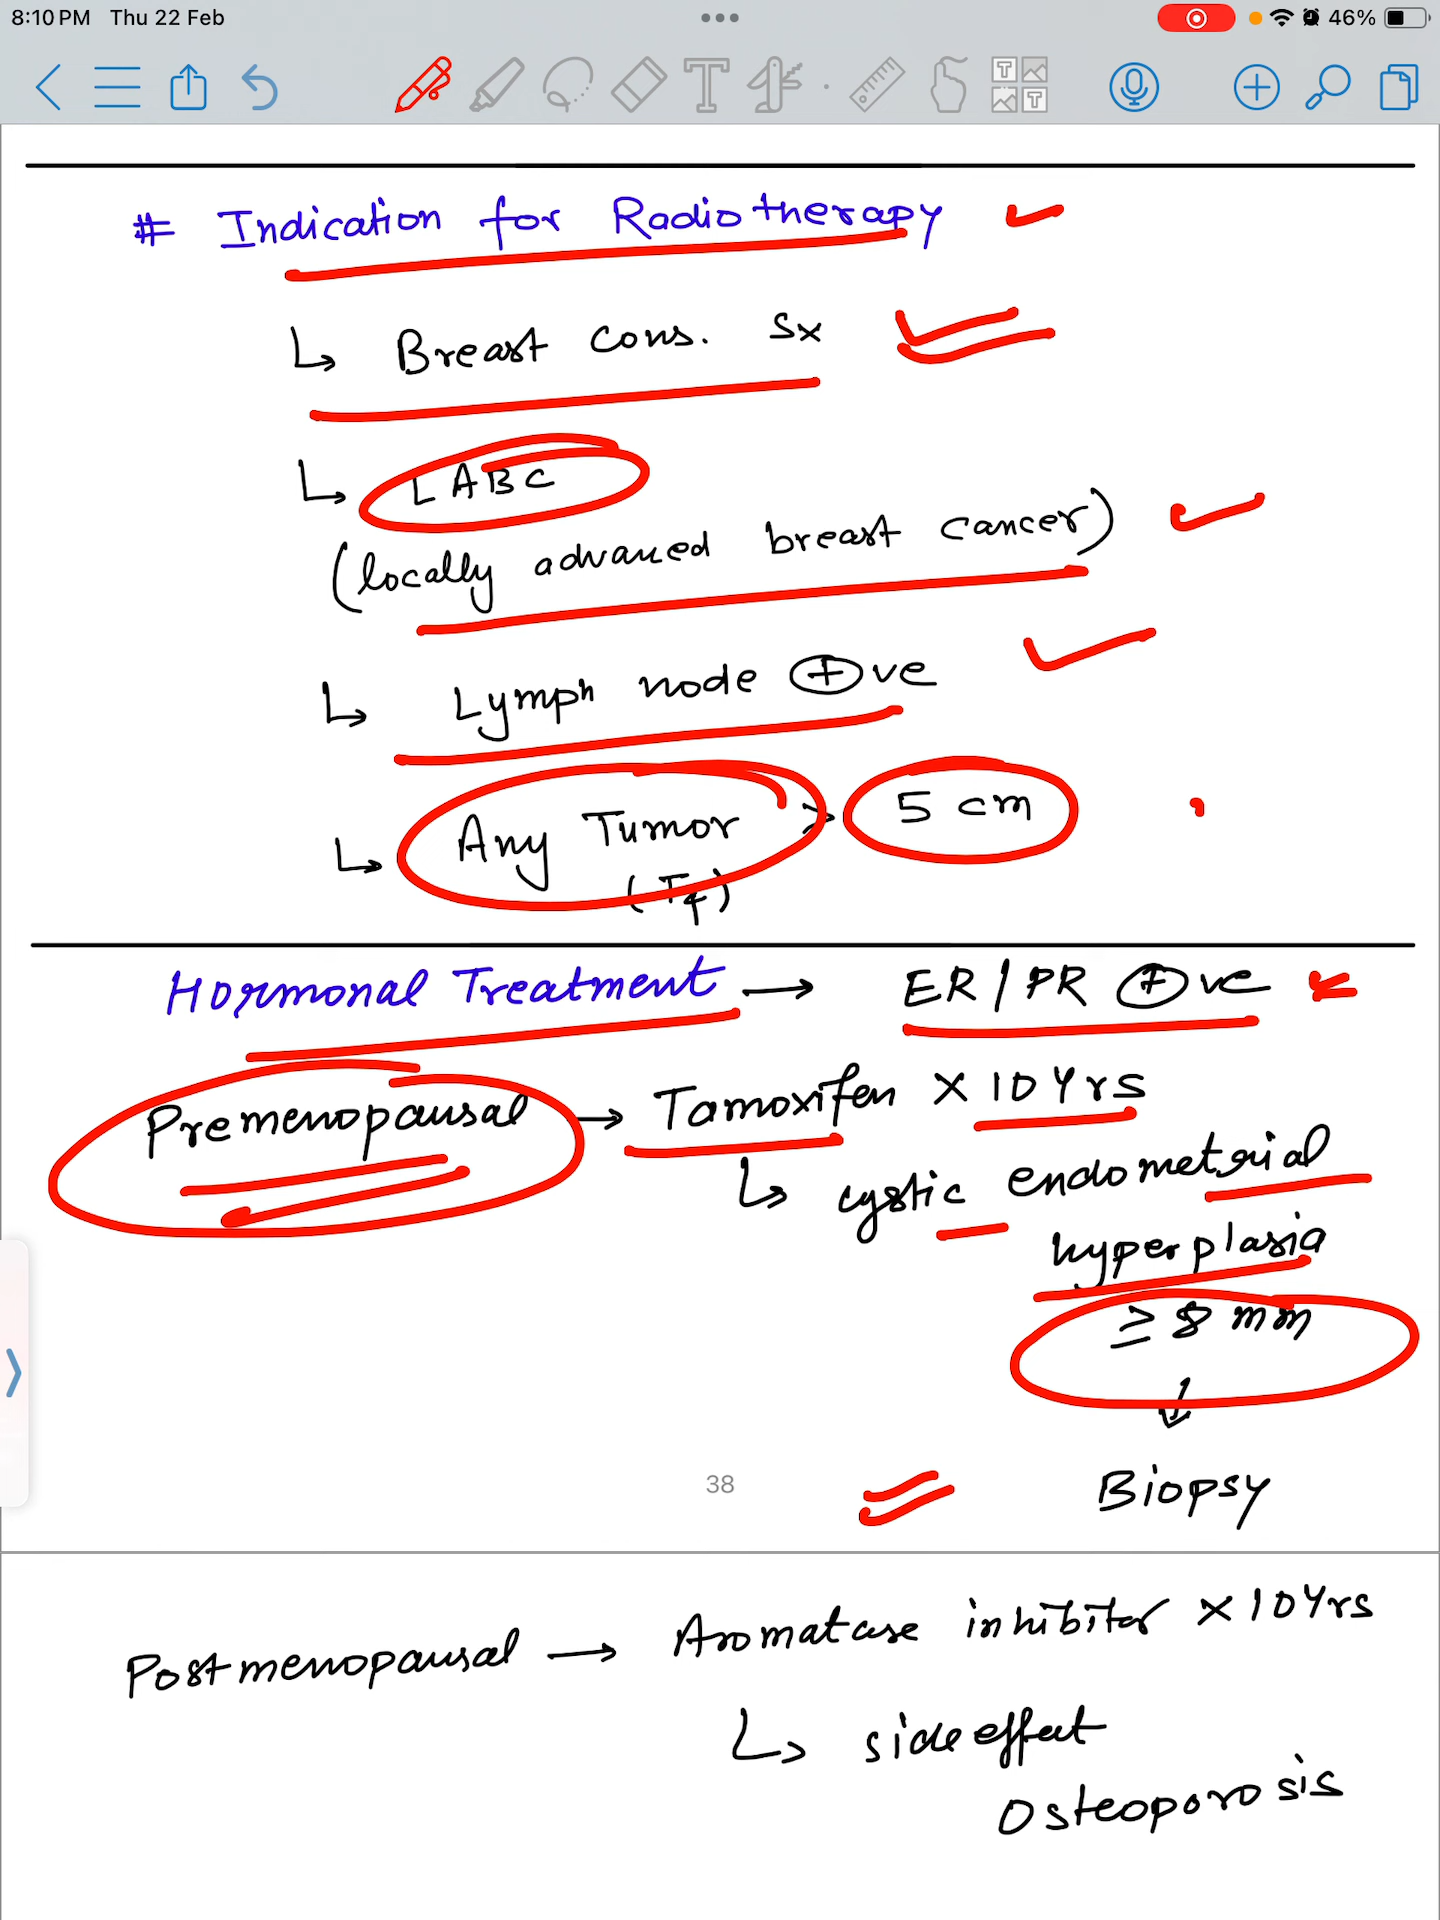 8:10 PM Thu 22 Feb
46%
# Indication for Radiotherapy
↳ Breast cons. Sx
↳ LABC
(locally advanced breast cancer)
↳ Lymph node ⊕ve
↳ Any Tumor > 5 cm
(T4)
Hormonal Treatment → ER/PR ⊕ve
Premenopausal → Tamoxifen × 10 Yrs
↳ cystic endometrial
hyperplasia
≥ 8 mm
↓
Biopsy
38
Postmenopausal → Aromatase inhibitor × 10 Yrs
↳ side effect
Osteoporosis